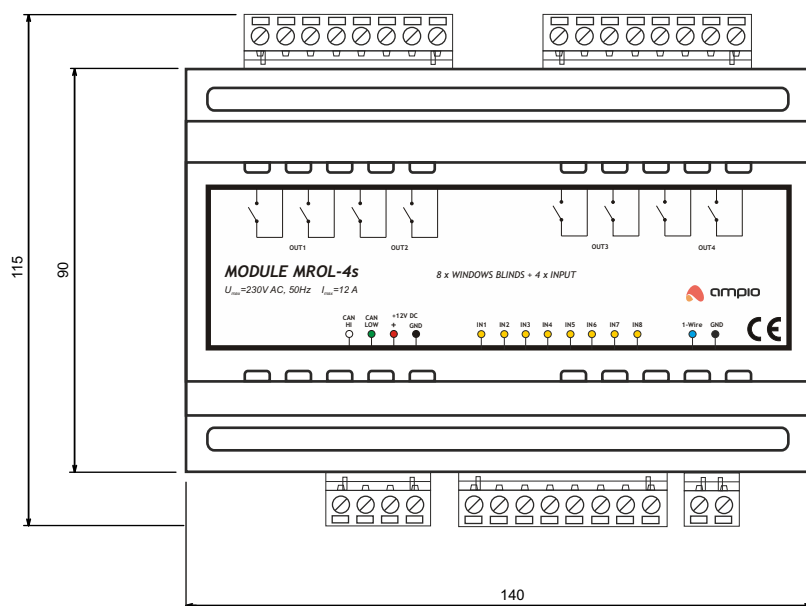 115
90
OUT1
OUT2
OUT3
OUT4
MODULE MROL-4s
8 x WINDOWS BLINDS + 4 x INPUT
Umax=230V AC, 50Hz Imax=12 A
ampio
CAN HI
CAN LOW
+12V DC
+
GND
IN1 IN2 IN3 IN4 IN5 IN6 IN7 IN8
1-Wire GND
CE
140